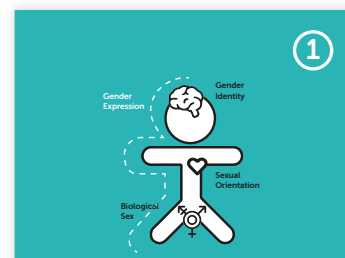 1
Gender
Identity
Gender
Expression
Sexual
Orientation
Biological
Sex